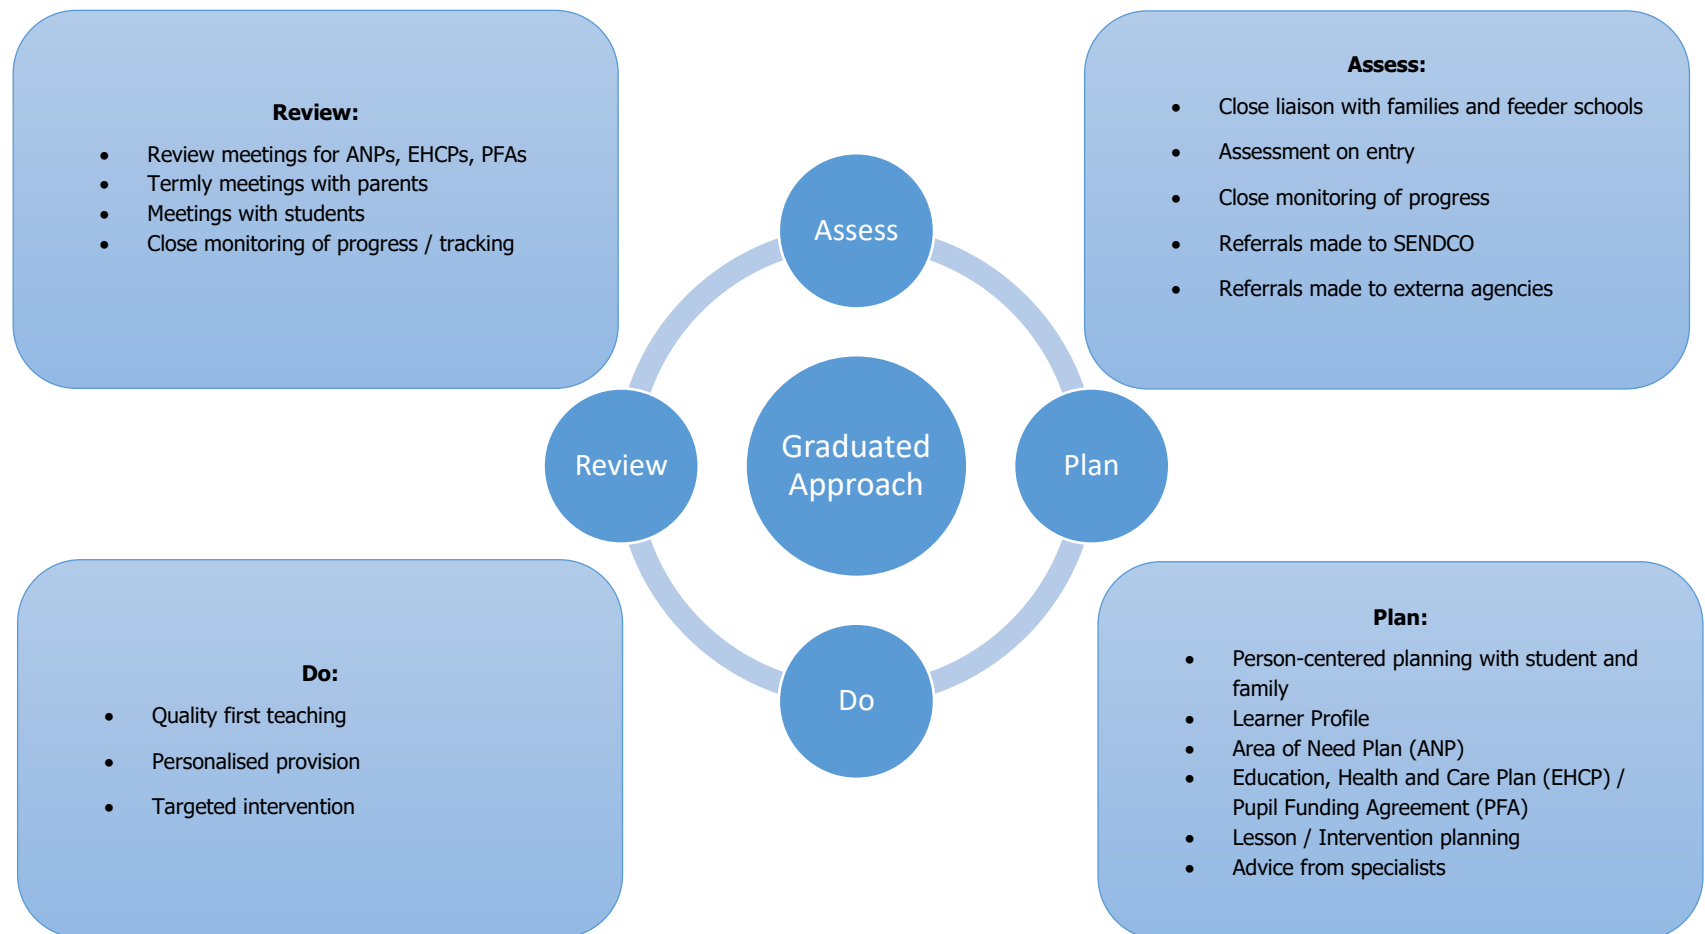 Review:
• Review meetings for ANPs, EHCPs, PFAs
• Termly meetings with parents
• Meetings with students
• Close monitoring of progress / tracking
Assess:
• Close liaison with families and feeder schools
• Assessment on entry
• Close monitoring of progress
• Referrals made to SENDCO
• Referrals made to externa agencies
Assess
Review
Graduated
Approach
Plan
Do
Do:
• Quality first teaching
• Personalised provision
• Targeted intervention
Plan:
• Person-centered planning with student and
family
• Learner Profile
• Area of Need Plan (ANP)
• Education, Health and Care Plan (EHCP) /
Pupil Funding Agreement (PFA)
• Lesson / Intervention planning
• Advice from specialists